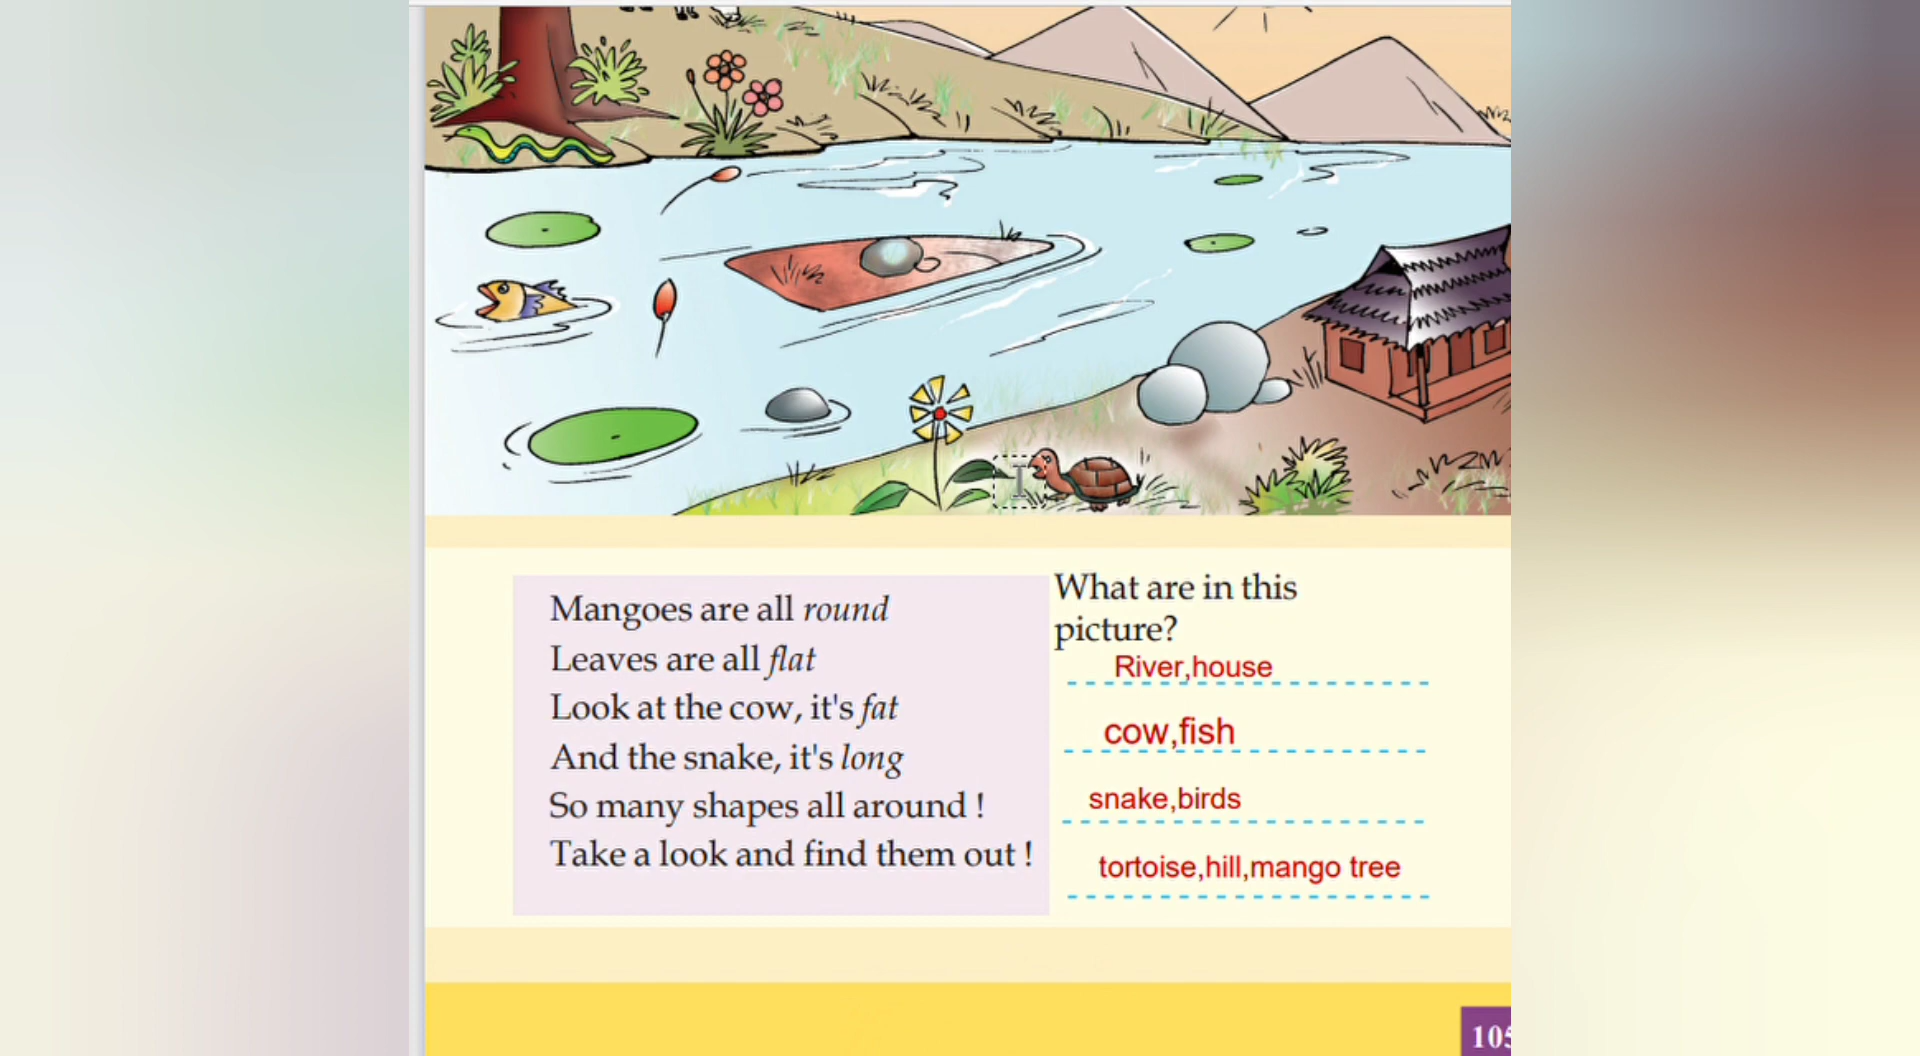 Mangoes are all round
Leaves are all flat
Look at the cow, it's fat
And the snake, it's long
So many shapes all around !
Take a look and find them out !
What are in this
picture?
River,house
cow,fish
snake,birds
tortoise,hill,mango tree
105